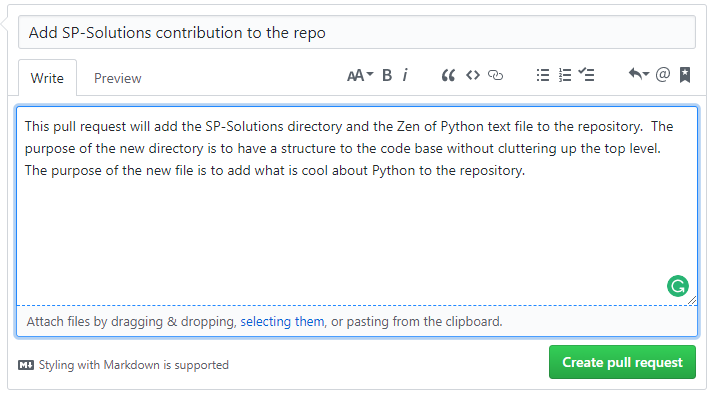 Add SP-Solutions contribution to the repo
Write Preview AA B i
This pull request will add the SP-Solutions directory and the Zen of Python text file to the repository.  The
purpose of the new directory is to have a structure to the code base without cluttering up the top level.
The purpose of the new file is to add what is cool about Python to the repository.
Attach files by dragging & dropping, selecting them, or pasting from the clipboard.
Styling with Markdown is supported
Create pull request